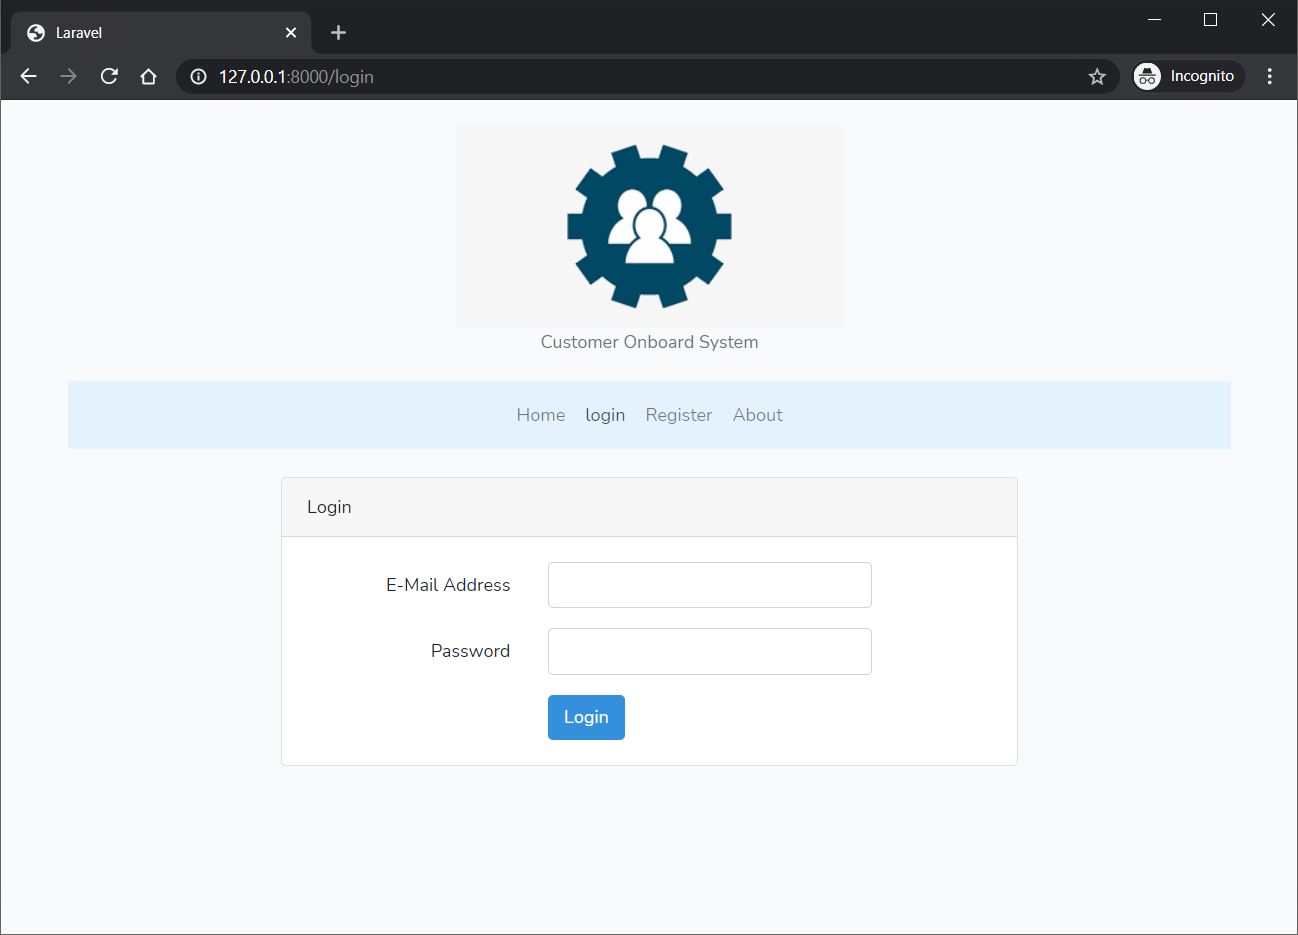 Laravel
127.0.0.1:8000/login
Incognito
Customer Onboard System
Home login Register About
Login
E-Mail Address
Password
Login